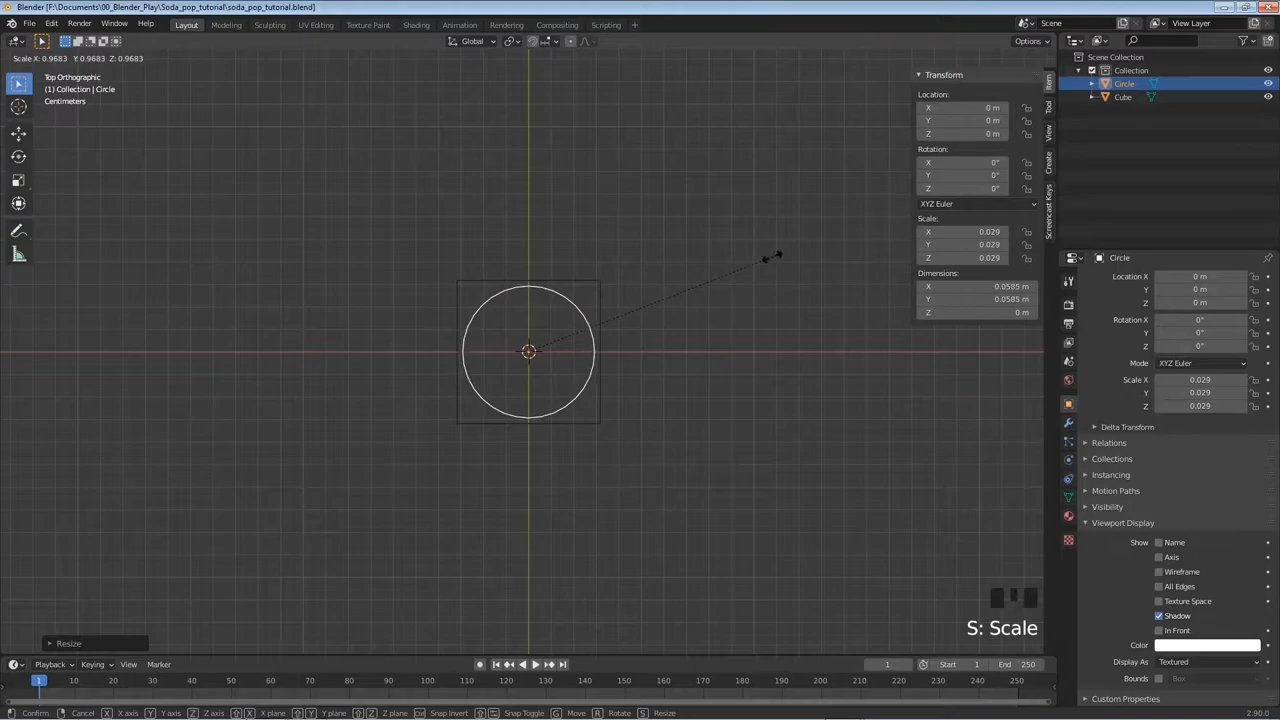 Blender [F:\Documents\00_Blender_Play\Soda_pop_tutorial\soda_pop_tutorial.blend]
File Edit Render Window Help Layout Modeling Sculpting UV Editing Texture Paint Shading Animation Rendering Compositing Scripting Scene View Layer
Global Options
Scale X: 0.9683 Y: 0.9683 Z: 0.9683
Top Orthographic
(1) Collection | Circle
Centimeters
Transform
Location:
X 0 m
Y 0 m
Z 0 m
Rotation:
X 0°
Y 0°
Z 0°
XYZ Euler
Scale:
X 0.029
Y 0.029
Z 0.029
Dimensions:
X 0.0585 m
Y 0.0585 m
Z 0 m
Item
Tool
View
Create
Screencast Keys
Scene Collection
Collection
Circle
Cube
Circle
Location X 0 m
Y 0 m
Z 0 m
Rotation X 0°
Y 0°
Z 0°
Mode XYZ Euler
Scale X 0.029
Y 0.029
Z 0.029
Delta Transform
Relations
Collections
Instancing
Motion Paths
Visibility
Viewport Display
Show Name
Axis
Wireframe
All Edges
Texture Space
Shadow
In Front
Color
Display As Textured
Bounds Box
Custom Properties
S: Scale
Resize
Playback Keying View Marker 1 Start 1 End 250
1 10 20 30 40 50 60 70 80 90 100 110 120 130 140 150 160 170 180 190 200 210 220 230 240 250
Confirm Cancel X X axis Y Y axis Z Z axis X X plane Y Y plane Z Z plane Ctrl Snap Invert Snap Toggle G Move R Rotate S Resize 2.90.0